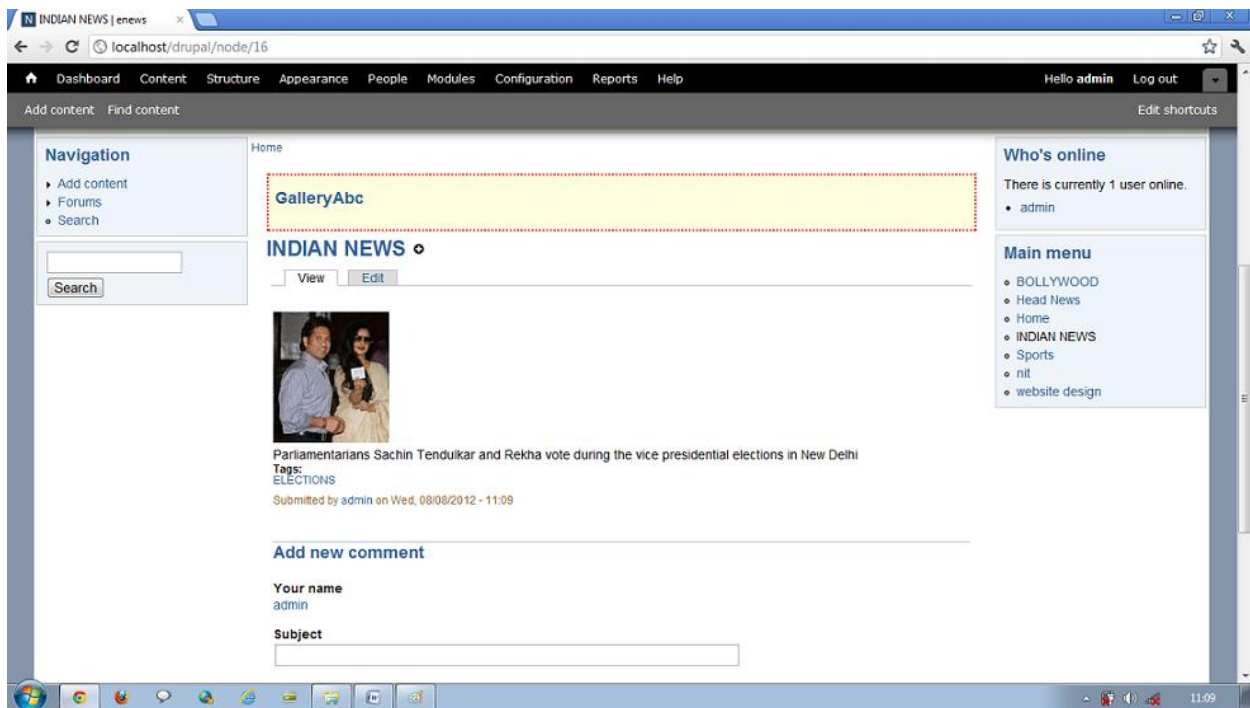 INDIAN NEWS | enews
localhost/drupal/node/16
Dashboard Content Structure Appearance People Modules Configuration Reports Help
Hello admin Log out
Add content Find content
Edit shortcuts
Navigation
Add content
Forums
Search
Search
Home
GalleryAbc
INDIAN NEWS
View Edit
Parliamentarians Sachin Tendulkar and Rekha vote during the vice presidential elections in New Delhi
Tags:
ELECTIONS
Submitted by admin on Wed, 08/08/2012 - 11:09
Add new comment
Your name
admin
Subject
Who's online
There is currently 1 user online.
admin
Main menu
BOLLYWOOD
Head News
Home
INDIAN NEWS
Sports
nit
website design
11:09